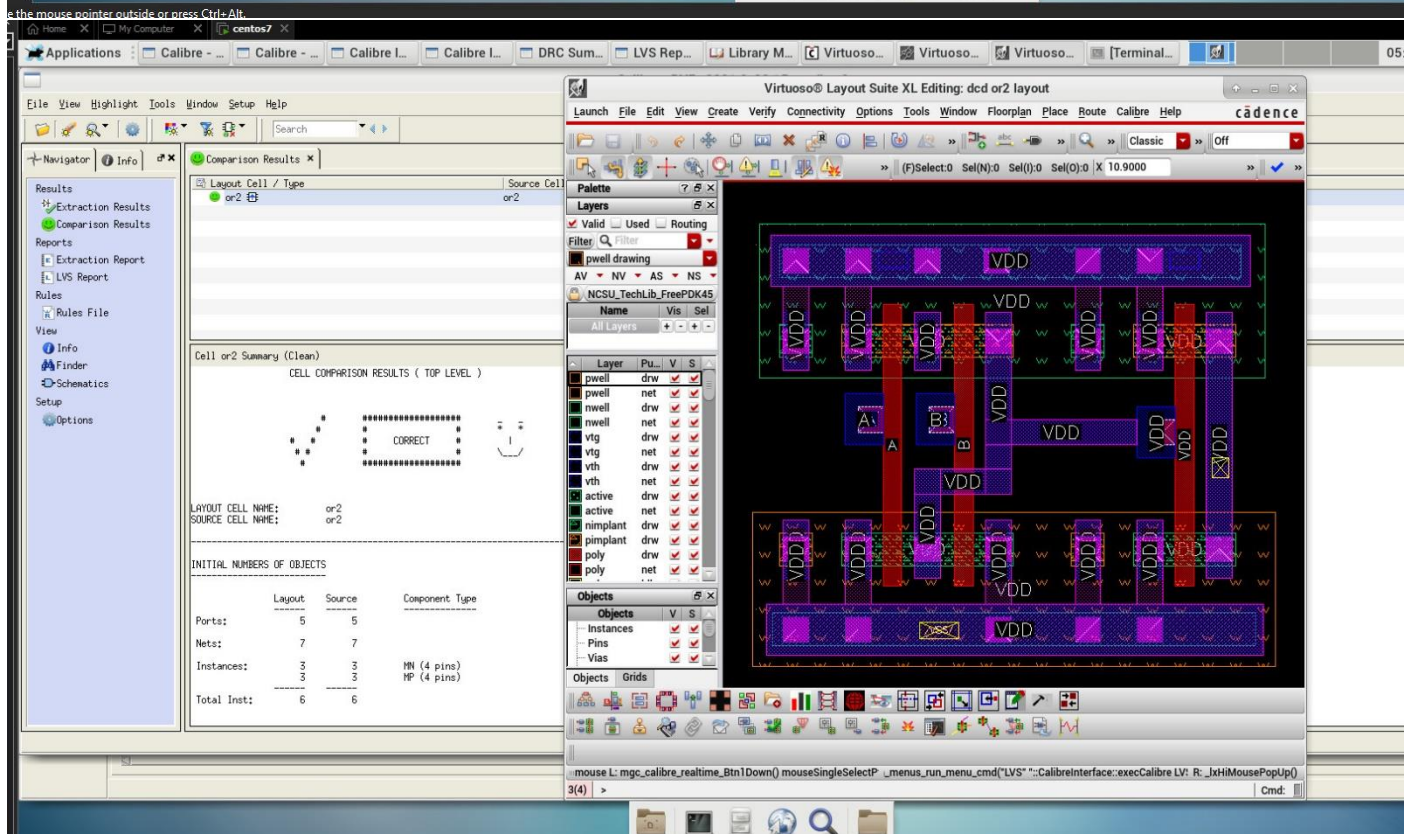 e the mouse pointer outside or press Ctrl+Alt.
Home X My Computer X centos7 X
Applications Calibre - ... Calibre - ... Calibre I... Calibre I... DRC Sum... LVS Rep... Library M... Virtuoso... Virtuoso... Virtuoso... [Terminal... 05:
File View Highlight Tools Window Setup Help
Search
Navigator Info
Results
Extraction Results
Comparison Results
Reports
Extraction Report
LVS Report
Rules
Rules File
View
Info
Finder
Schematics
Setup
Options
Comparison Results
Layout Cell / Type Source Cell
or2 or2
Cell or2 Summary (Clean)
CELL COMPARISON RESULTS ( TOP LEVEL )
# ####################
# # #
# # # CORRECT #
# # # #
# ####################
LAYOUT CELL NAME: or2
SOURCE CELL NAME: or2
INITIAL NUMBERS OF OBJECTS
Layout Source Component Type
Ports: 5 5
Nets: 7 7
Instances: 3 3 MN (4 pins)
3 3 MP (4 pins)
Total Inst: 6 6
Virtuoso® Layout Suite XL Editing: dcd or2 layout
Launch File Edit View Create Verify Connectivity Options Tools Window Floorplan Place Route Calibre Help cādence
Classic Off
(F)Select:0 Sel(N):0 Sel(I):0 Sel(O):0 X 10.9000
Palette
Layers
Valid Used Routing
Filter Filter
pwell drawing
AV NV AS NS
NCSU_TechLib_FreePDK45
Name Vis Sel
All Layers + - + -
Layer Pu... V S
pwell drw
pwell net
nwell drw
nwell net
vtg drw
vtg net
vth drw
vth net
active drw
active net
nimplant drw
pimplant drw
poly drw
poly net
Objects
Objects V S
Instances
Pins
Vias
Objects Grids
VDD
VDD
VDD VDD VDD VDD VDD VDD
VDD
A B VDD VDD VDD VDD
A B
VDD
VDD
VDD VDD VDD VDD VDD
VDD
VSS VDD
mouse L: mgc_calibre_realtime_Btn1Down() mouseSingleSelectP _menus_run_menu_cmd("LVS" "::CalibreInterface::execCalibre LV! R: _lxHiMousePopUp()
3(4) > Cmd: